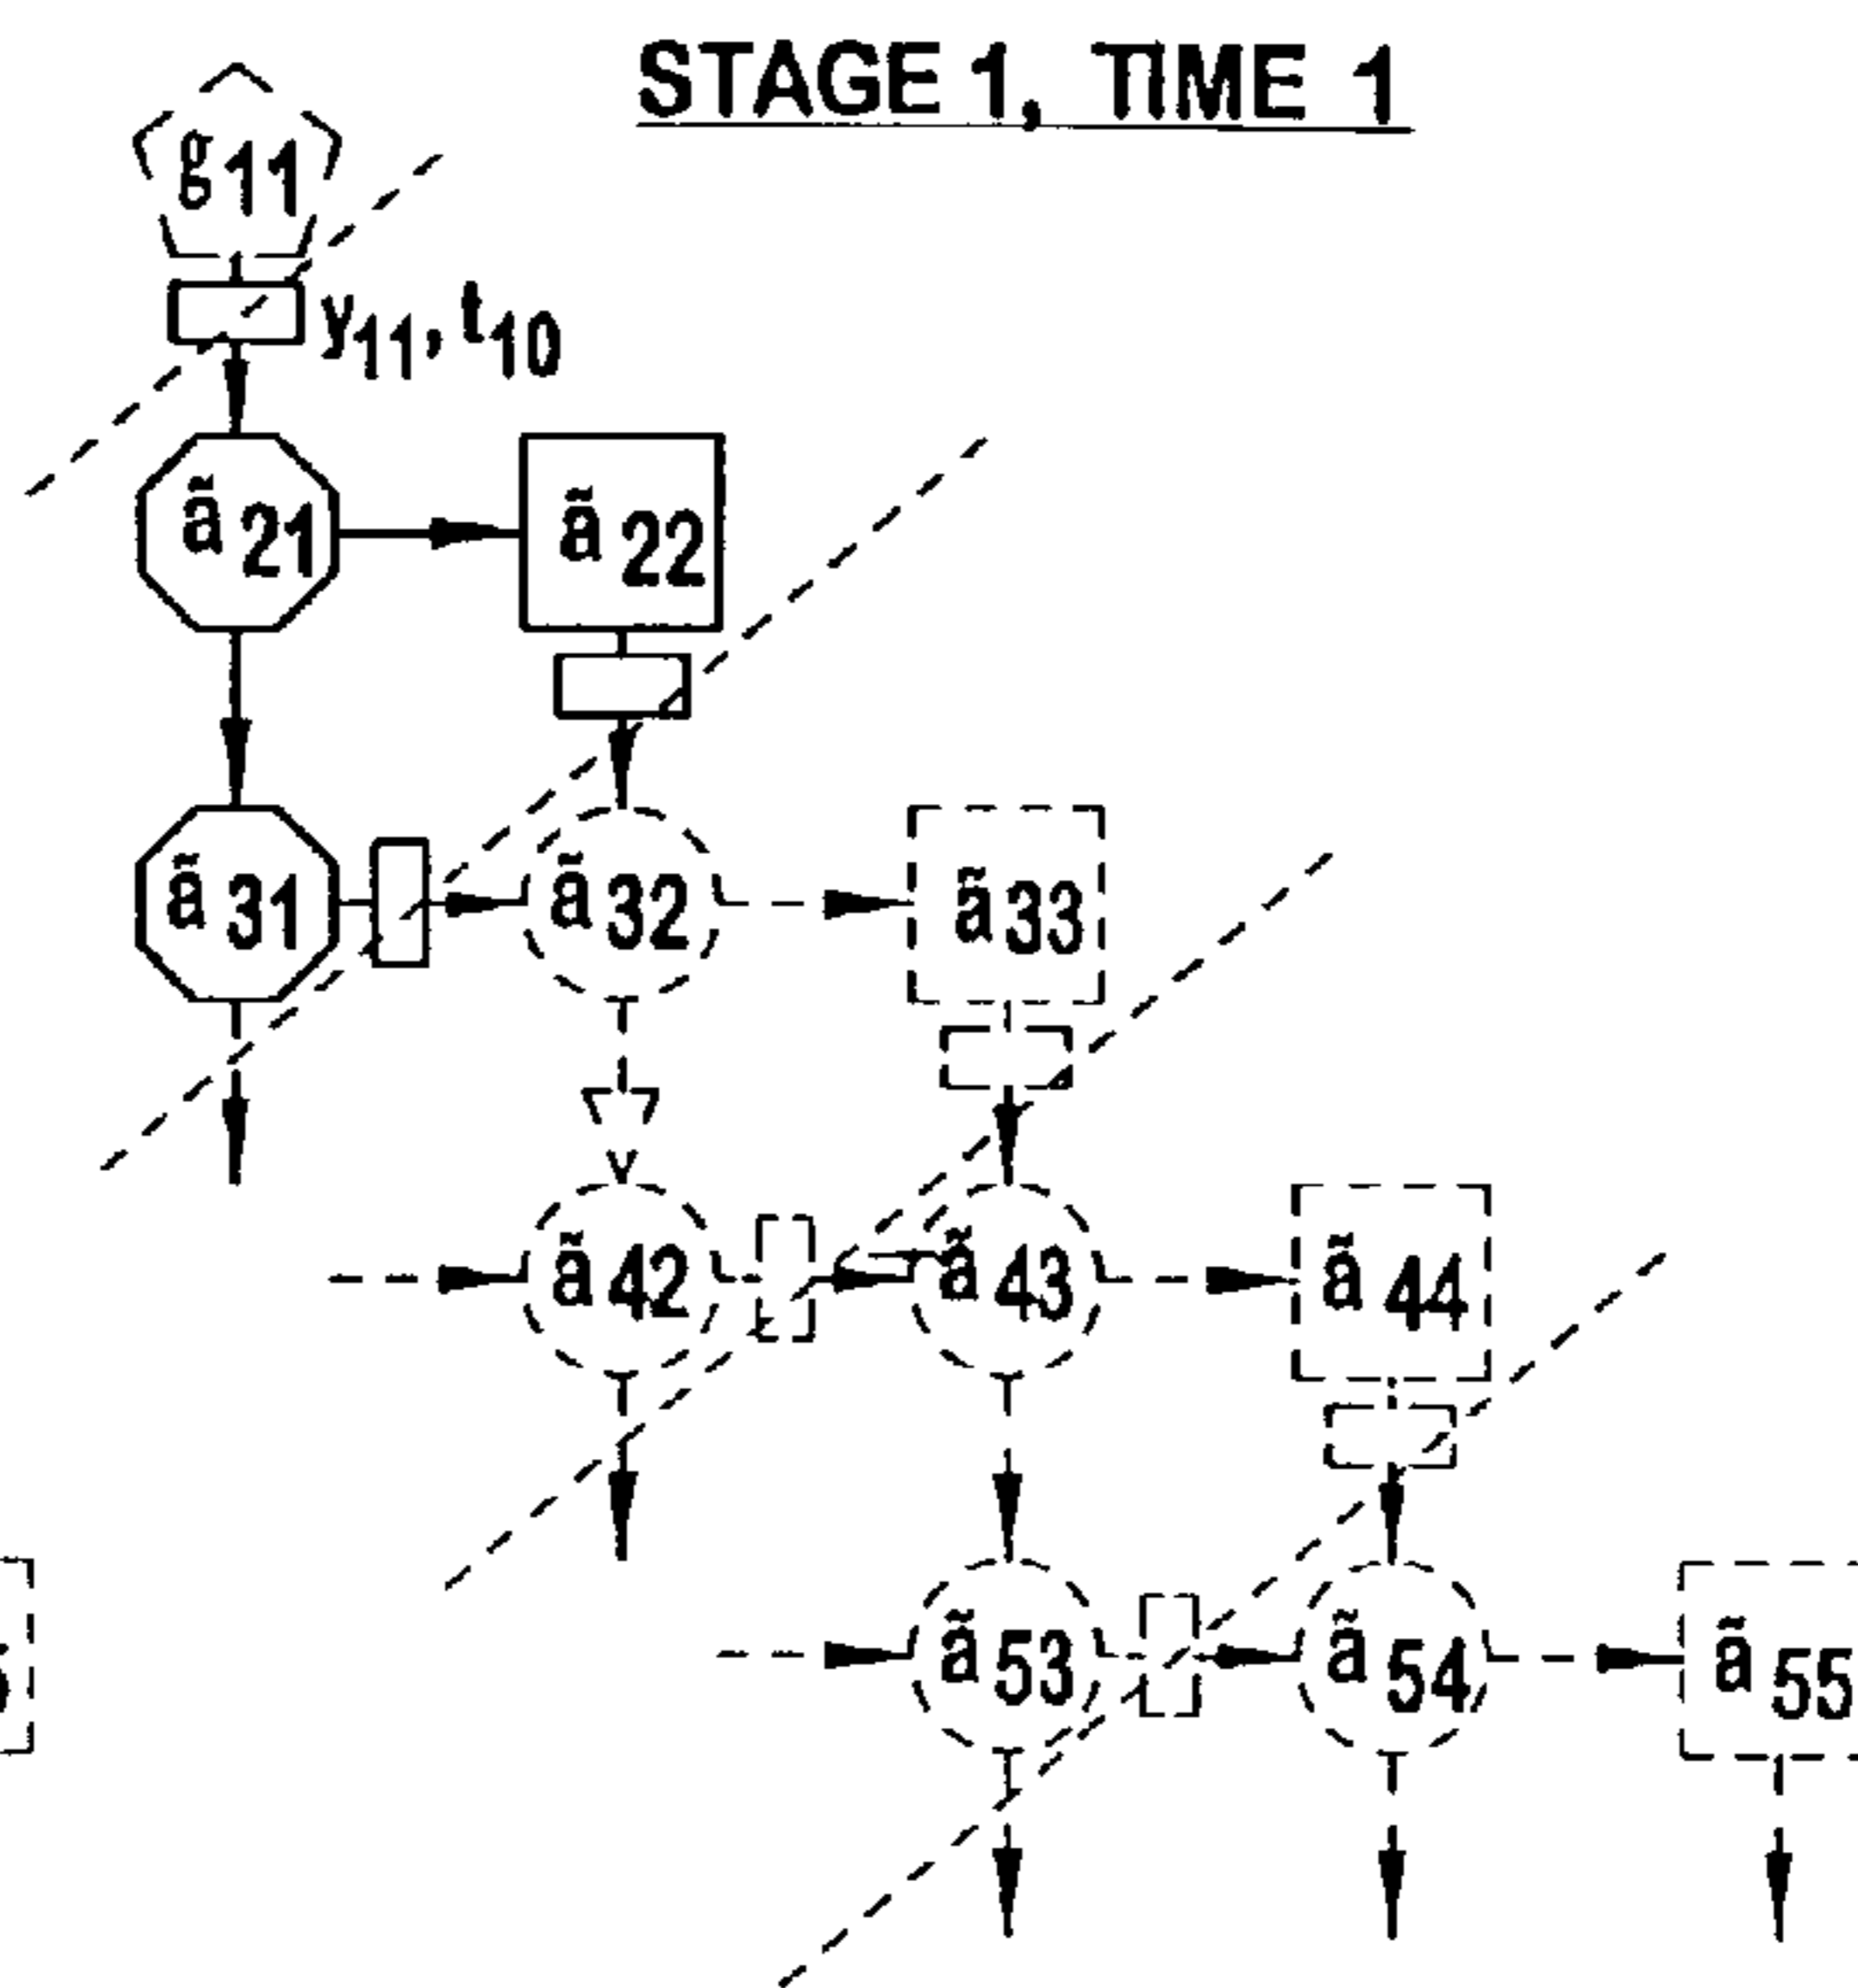 STAGE 1, TIME 1
g11
y11, t10
ã21 ã22
ã31 ã32 ã33
ã42 ã43 ã44
ã53 ã54 ã55